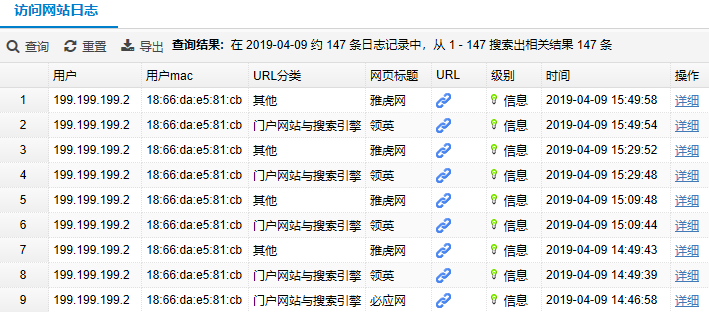 访问网站日志
查询 重置 导出 查询结果: 在 2019-04-09 约 147 条日志记录中，从 1 - 147 搜索出相关结果 147 条
用户 用户mac URL分类 网页标题 URL 级别 时间 操作
1 199.199.199.2 18:66:da:e5:81:cb 其他 雅虎网 信息 2019-04-09 15:49:58 详细
2 199.199.199.2 18:66:da:e5:81:cb 门户网站与搜索引擎 领英 信息 2019-04-09 15:49:54 详细
3 199.199.199.2 18:66:da:e5:81:cb 其他 雅虎网 信息 2019-04-09 15:29:52 详细
4 199.199.199.2 18:66:da:e5:81:cb 门户网站与搜索引擎 领英 信息 2019-04-09 15:29:48 详细
5 199.199.199.2 18:66:da:e5:81:cb 其他 雅虎网 信息 2019-04-09 15:09:48 详细
6 199.199.199.2 18:66:da:e5:81:cb 门户网站与搜索引擎 领英 信息 2019-04-09 15:09:44 详细
7 199.199.199.2 18:66:da:e5:81:cb 其他 雅虎网 信息 2019-04-09 14:49:43 详细
8 199.199.199.2 18:66:da:e5:81:cb 门户网站与搜索引擎 领英 信息 2019-04-09 14:49:39 详细
9 199.199.199.2 18:66:da:e5:81:cb 门户网站与搜索引擎 必应网 信息 2019-04-09 14:46:58 详细